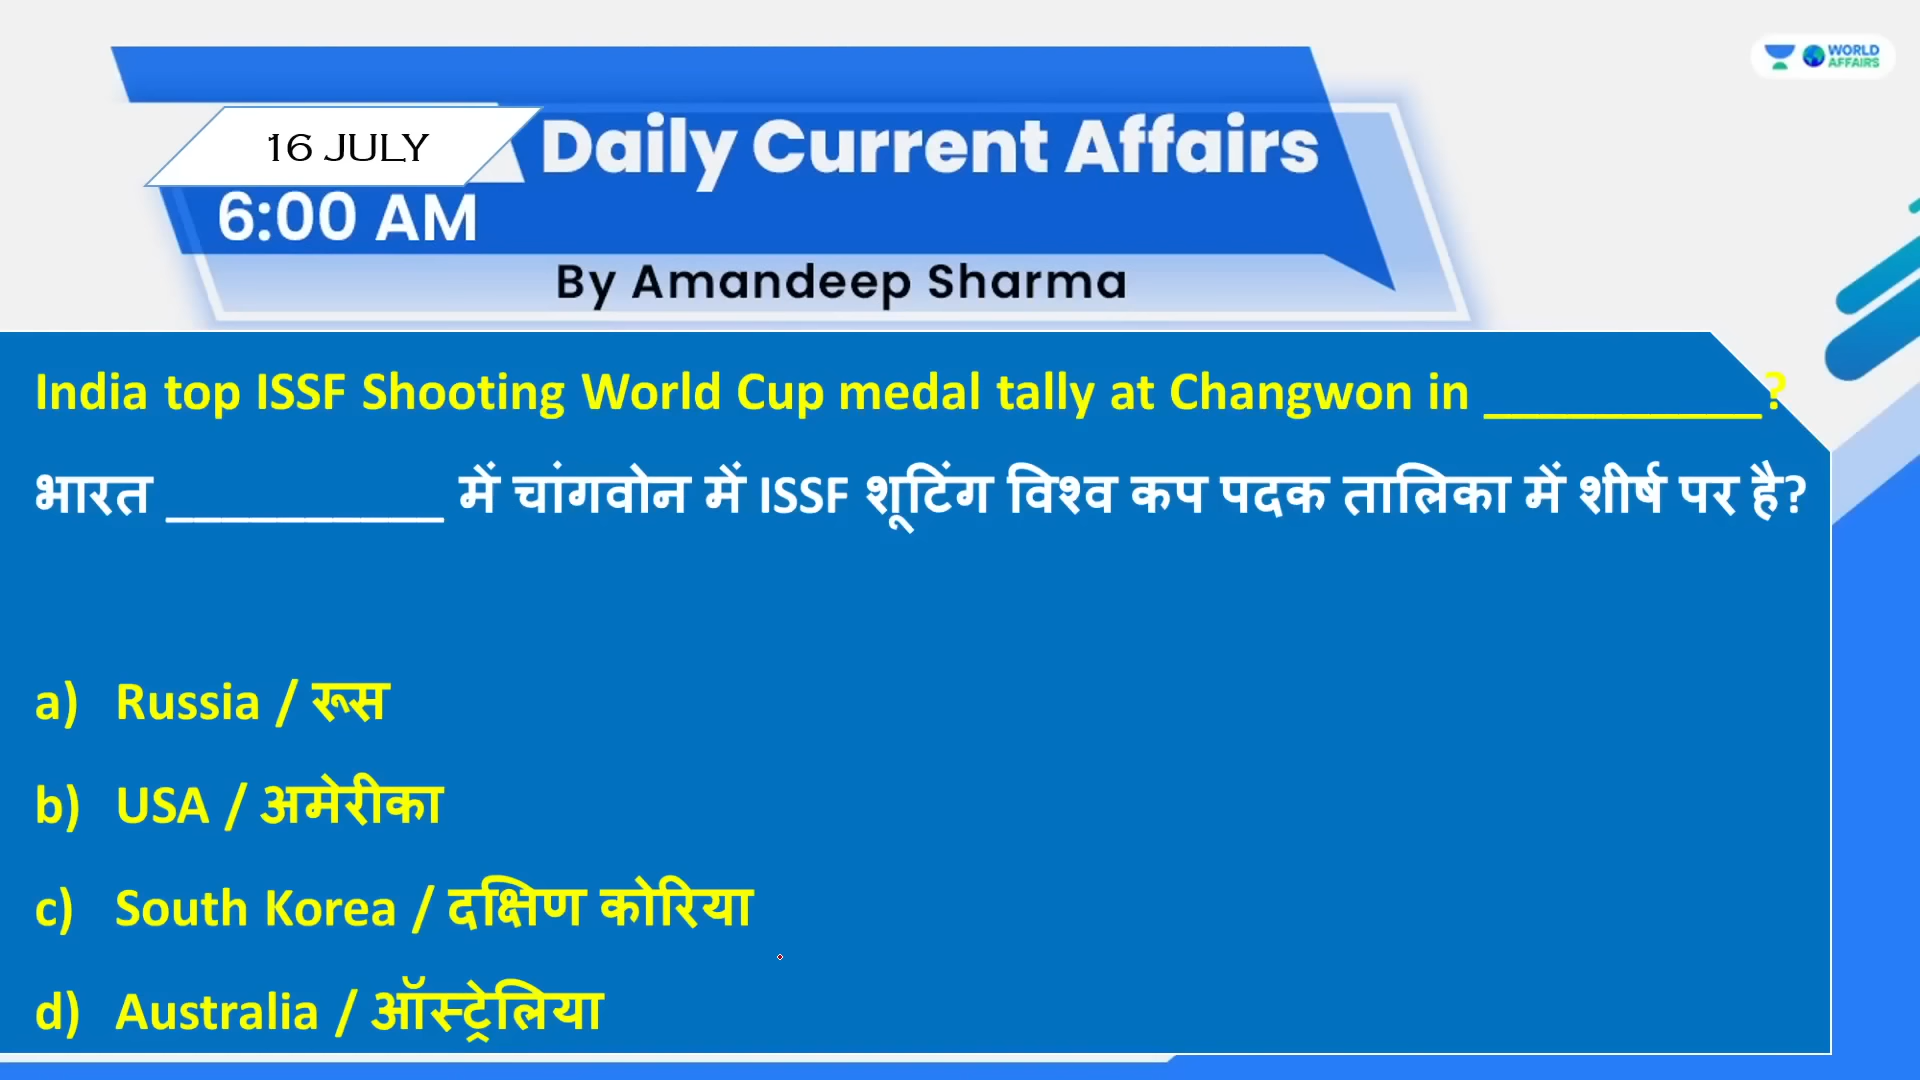 WORLD
AFFAIRS
16 JULY
Daily Current Affairs
6:00 AM
By Amandeep Sharma
India top ISSF Shooting World Cup medal tally at Changwon in __________?
भारत __________ में चांगवोन में ISSF शूटिंग विश्व कप पदक तालिका में शीर्ष पर है?
a) Russia / रूस
b) USA / अमेरीका
c) South Korea / दक्षिण कोरिया
d) Australia / ऑस्ट्रेलिया